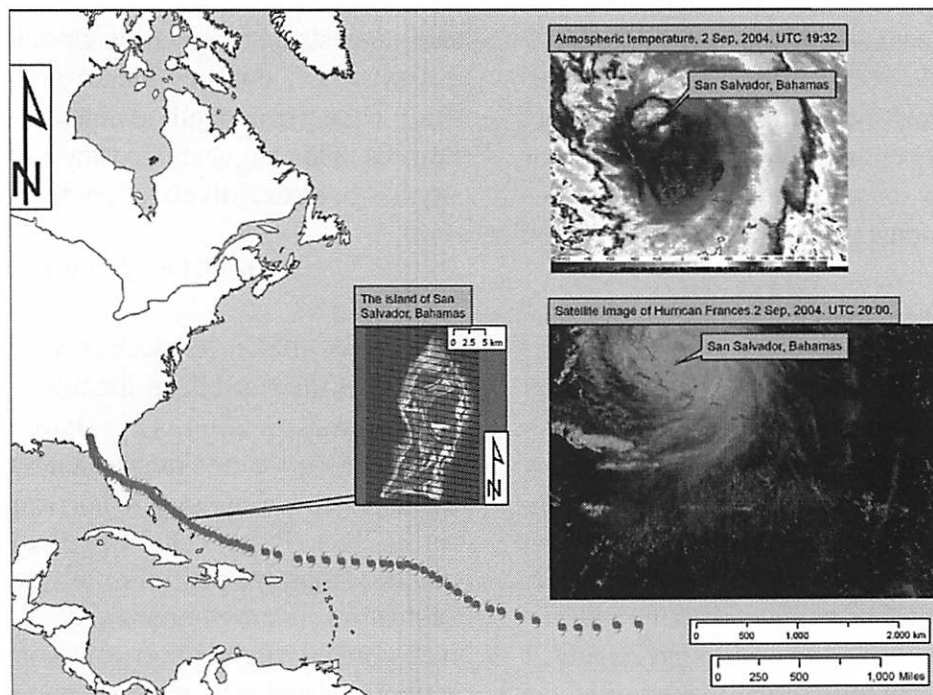 N
Atmospheric temperature, 2 Sep, 2004, UTC 19:32.
San Salvador, Bahamas
The island of San
Salvador, Bahamas
0 2.5 5 km
N
Satellite Image of Hurrican Frances.2 Sep, 2004. UTC 20:00.
San Salvador, Bahamas
0 500 1.000 2.000 km
0 250 500 1,000 Miles